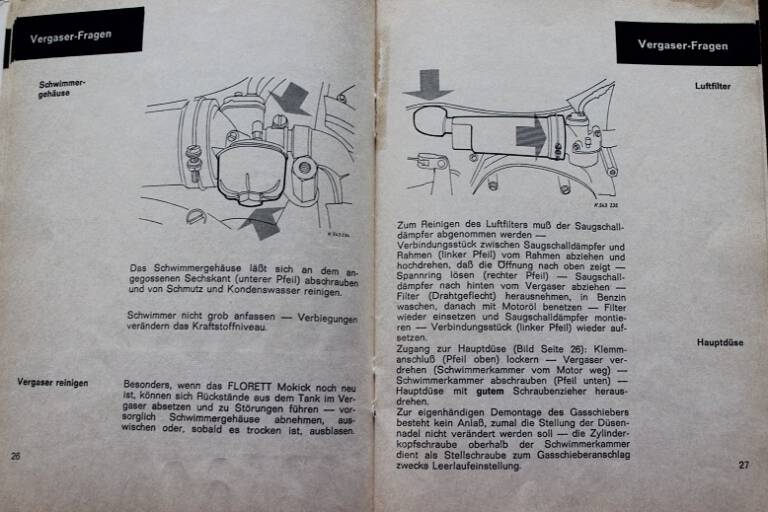 Vergaser-Fragen
Schwimmer-
gehäuse
Das Schwimmergehäuse läßt sich an dem an-
gegossenen Sechskant (unterer Pfeil) abschrauben
und von Schmutz und Kondenswasser reinigen.
Schwimmer nicht grob anfassen — Verbiegungen
verändern das Kraftstoffniveau.
Vergaser reinigen
Besonders, wenn das FLORETT Mokick noch neu
ist, können sich Rückstände aus dem Tank im Ver-
gaser absetzen und zu Störungen führen — vor-
sorglich Schwimmergehäuse abnehmen, aus-
wischen oder, sobald es trocken ist, ausblasen.
26
Vergaser-Fragen
Luftfilter
Zum Reinigen des Luftfilters muß der Saugschall-
dämpfer abgenommen werden —
Verbindungsstück zwischen Saugschalldämpfer und
Rahmen (linker Pfeil) vom Rahmen abziehen und
hochdrehen, daß die Öffnung nach oben zeigt —
Spannring lösen (rechter Pfeil) — Saugschall-
dämpfer nach hinten vom Vergaser abziehen —
Filter (Drahtgeflecht) herausnehmen, in Benzin
waschen, danach mit Motoröl benetzen — Filter
wieder einsetzen und Saugschalldämpfer montie-
ren — Verbindungsstück (linker Pfeil) wieder auf-
setzen.
Hauptdüse
Zugang zur Hauptdüse (Bild Seite 26): Klemm-
anschluß (Pfeil oben) lockern — Vergaser ver-
drehen (Schwimmerkammer vom Motor weg) —
Schwimmerkammer abschrauben (Pfeil unten) —
Hauptdüse mit gutem Schraubenzieher heraus-
drehen.
Zur eigenhändigen Demontage des Gasschiebers
besteht kein Anlaß, zumal die Stellung der Düsen-
nadel nicht verändert werden soll — die Zylinder-
kopfschraube oberhalb der Schwimmerkammer
dient als Stellschraube zum Gasschieberanschlag
zwecks Leerlaufeinstellung.
27